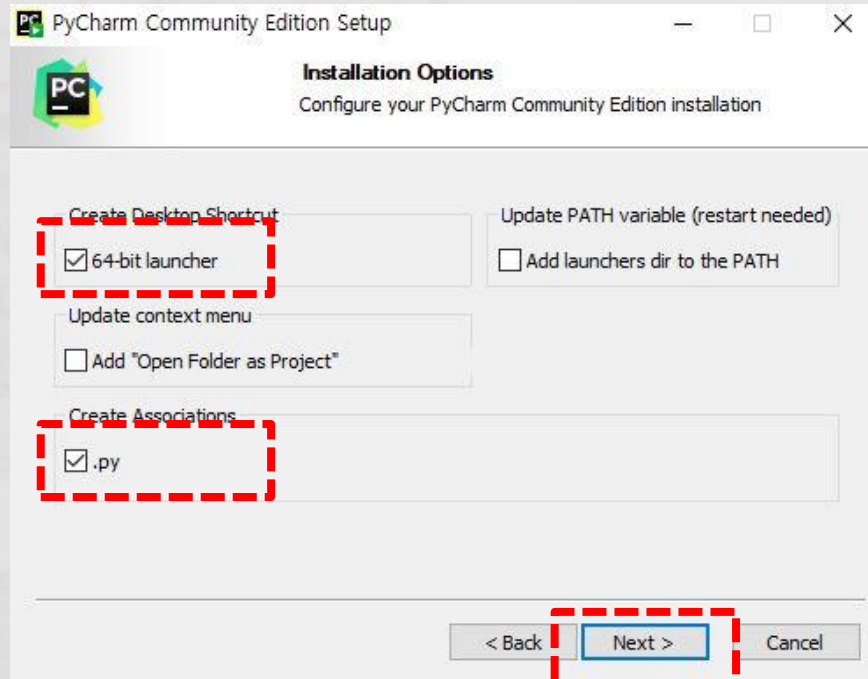 PC PyCharm Community Edition Setup
PC
Installation Options
Configure your PyCharm Community Edition installation
Create Desktop Shortcut
64-bit launcher
Update PATH variable (restart needed)
Add launchers dir to the PATH
Update context menu
Add "Open Folder as Project"
Create Associations
.py
< Back
Next >
Cancel